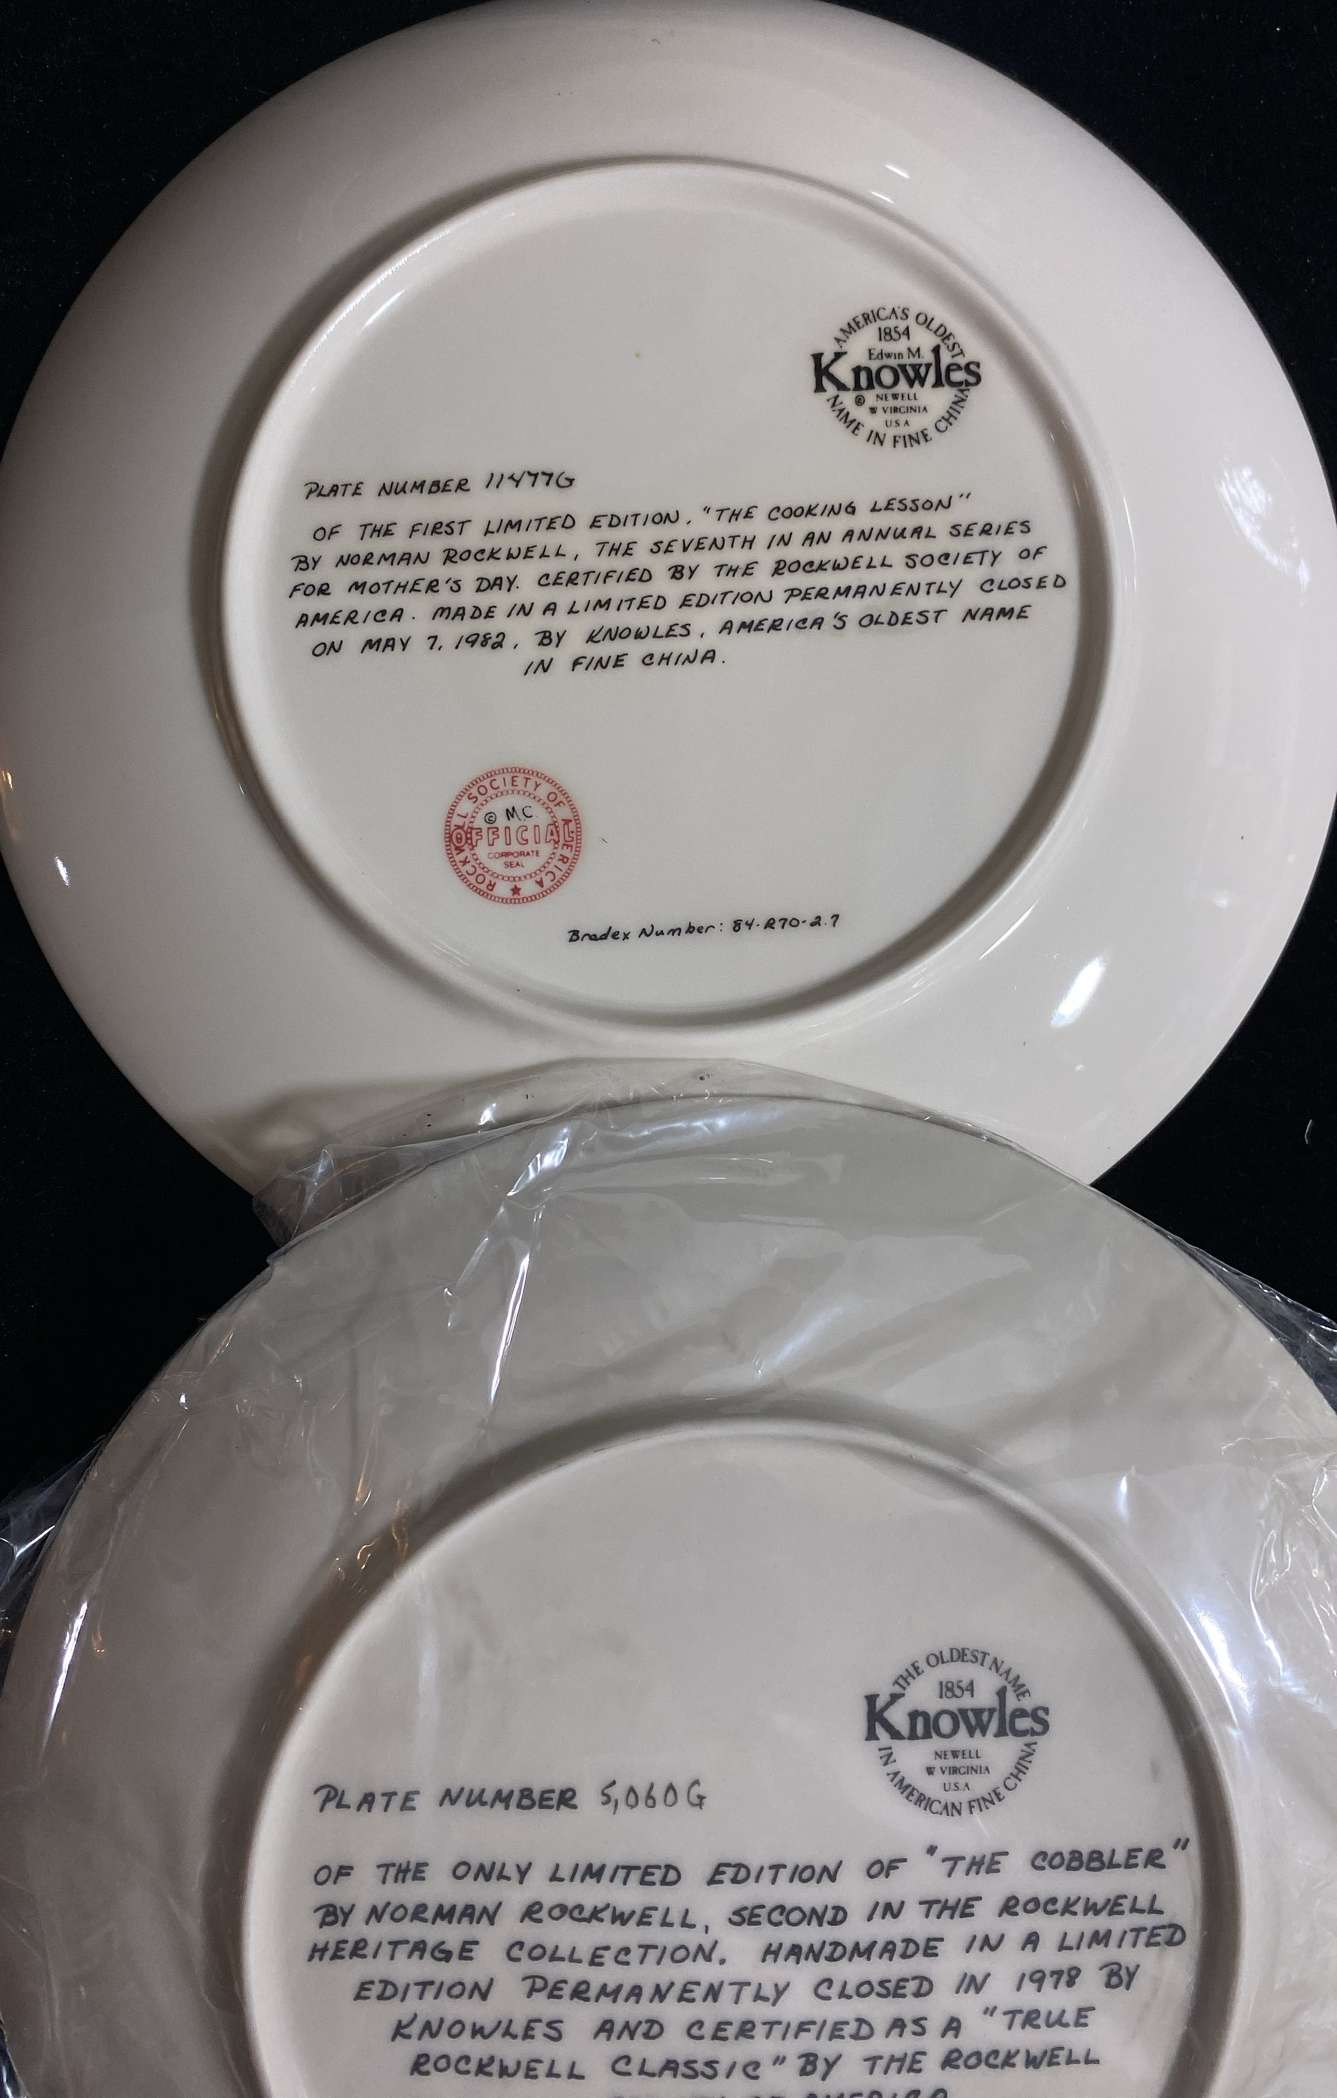 AMERICA'S OLDEST
1854
Edwin M.
Knowles
®
NEWELL
W VIRGINIA
U.S.A
NAME IN FINE CHINA
PLATE NUMBER 11477G
OF THE FIRST LIMITED EDITION, "THE COOKING LESSON"
BY NORMAN ROCKWELL, THE SEVENTH IN AN ANNUAL SERIES
FOR MOTHER'S DAY. CERTIFIED BY THE ROCKWELL SOCIETY OF
AMERICA. MADE IN A LIMITED EDITION PERMANENTLY CLOSED
ON MAY 7, 1982, BY KNOWLES, AMERICA'S OLDEST NAME
IN FINE CHINA.
ROCKWELL SOCIETY OF AMERICA
© M.C.
OFFICIAL
CORPORATE
SEAL
Bradex Number: 84-R70-2.7
THE OLDEST NAME
1854
Knowles
NEWELL
W VIRGINIA
U.S.A
IN AMERICAN FINE CHINA
PLATE NUMBER 5,060G
OF THE ONLY LIMITED EDITION OF "THE COBBLER"
BY NORMAN ROCKWELL, SECOND IN THE ROCKWELL
HERITAGE COLLECTION. HANDMADE IN A LIMITED
EDITION PERMANENTLY CLOSED IN 1978 BY
KNOWLES AND CERTIFIED AS A "TRUE
ROCKWELL CLASSIC" BY THE ROCKWELL
SOCIETY OF AMERICA